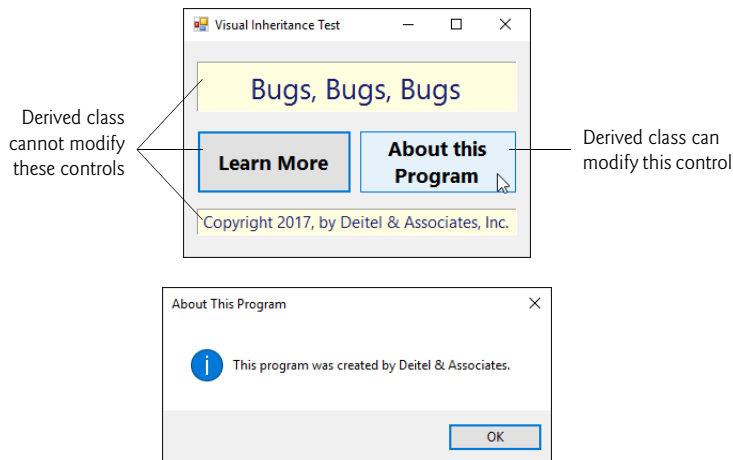 Visual Inheritance Test
Bugs, Bugs, Bugs
Derived class
cannot modify
these controls
Learn More
About this
Program
Derived class can
modify this control
Copyright 2017, by Deitel & Associates, Inc.
About This Program
This program was created by Deitel & Associates.
OK